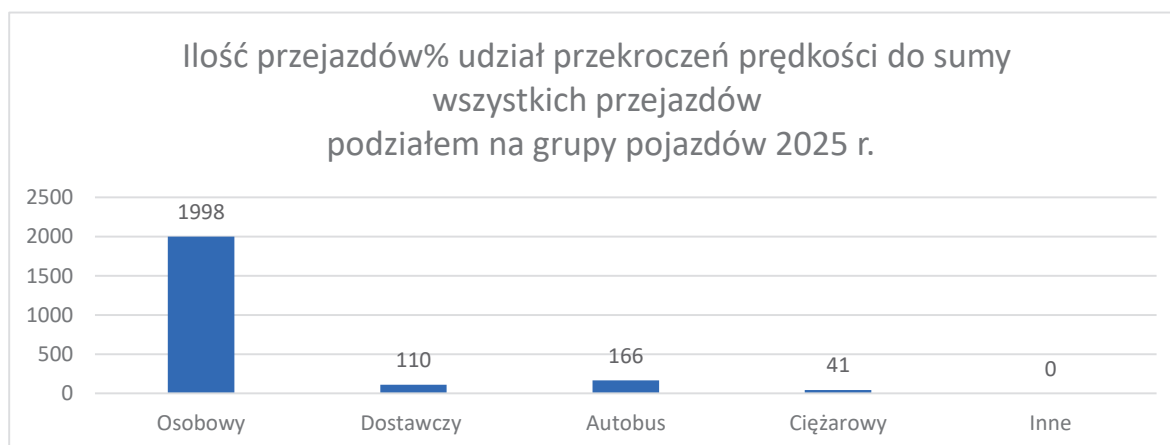 Ilość przejazdów% udział przekroczeń prędkości do sumy
wszystkich przejazdów
podziałem na grupy pojazdów 2025 r.
2500
2000
1500
1000
500
0
1998
110
166
41
0
Osobowy
Dostawczy
Autobus
Ciężarowy
Inne